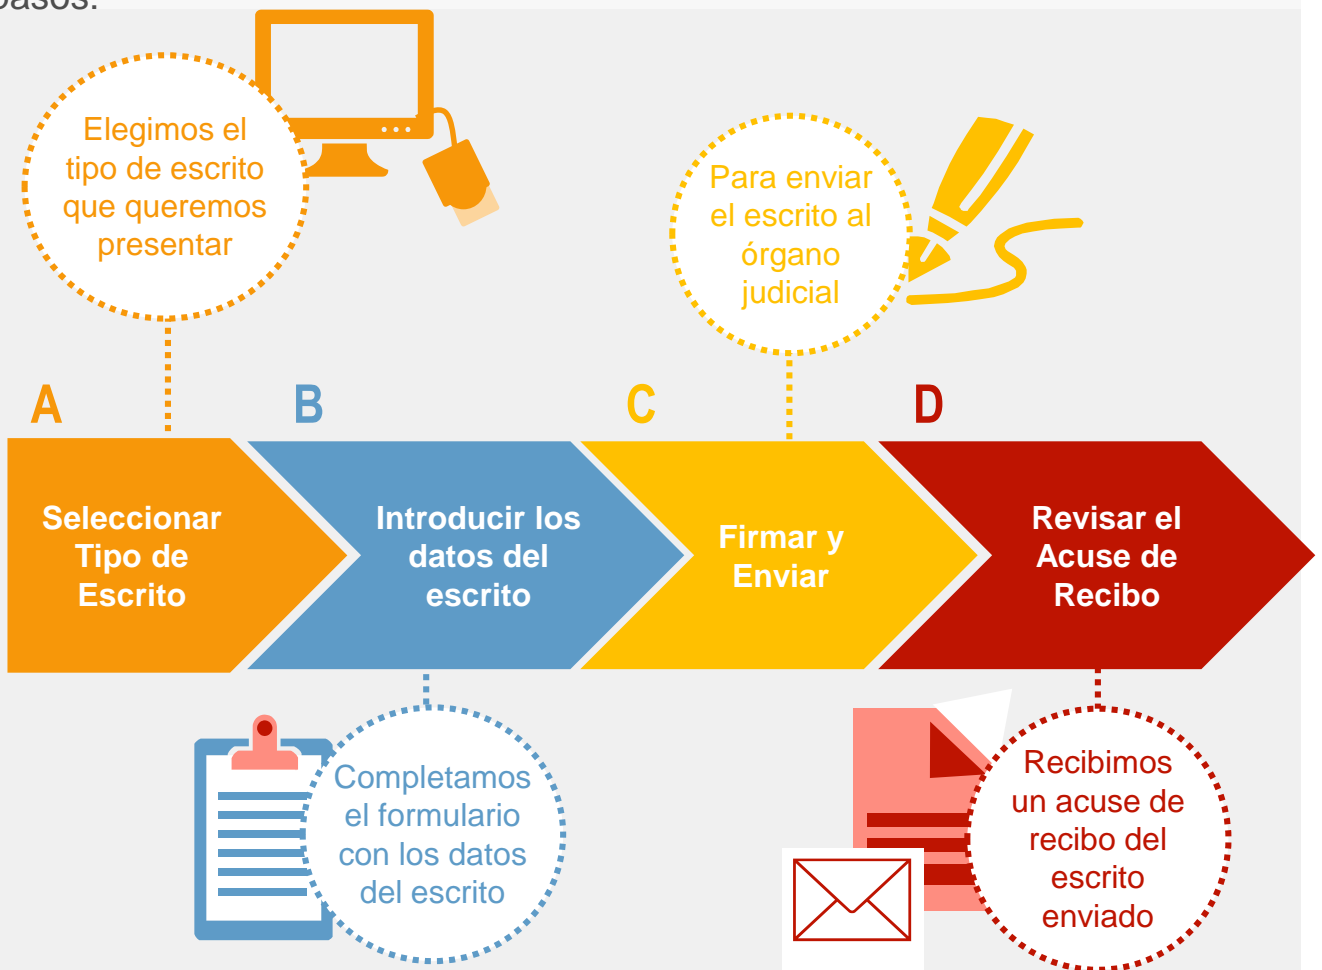 pasos:
Elegimos el
tipo de escrito
que queremos
presentar
Para enviar
el escrito al
órgano
judicial
A
B
C
D
Seleccionar
Tipo de
Escrito
Introducir los
datos del
escrito
Firmar y
Enviar
Revisar el
Acuse de
Recibo
Completamos
el formulario
con los datos
del escrito
Recibimos
un acuse de
recibo del
escrito
enviado